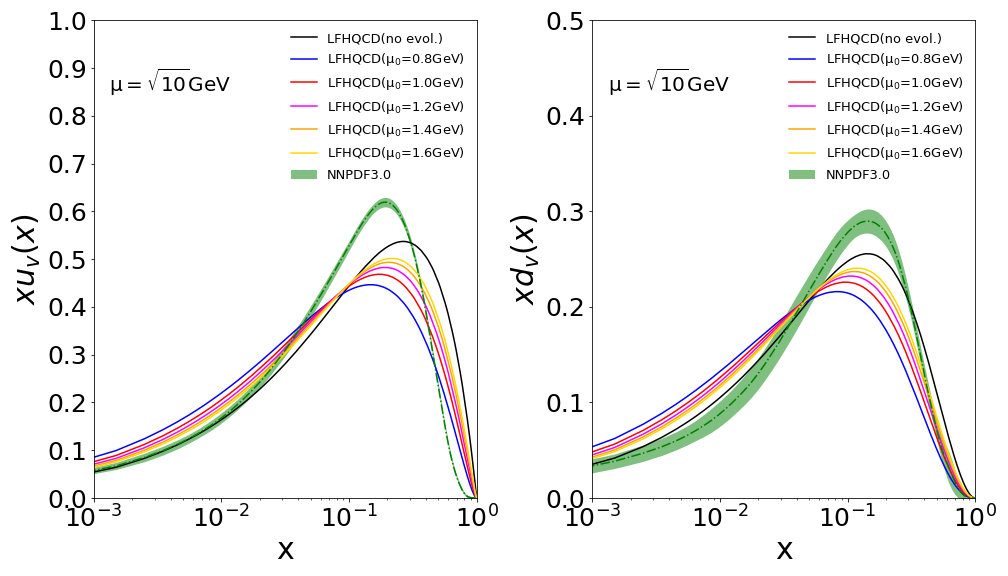 1.0
0.9
0.8
0.7
0.6
0.5
0.4
0.3
0.2
0.1
0.0
xu_v(x)
μ = √10 GeV
LFHQCD(no evol.)
LFHQCD(μ₀=0.8GeV)
LFHQCD(μ₀=1.0GeV)
LFHQCD(μ₀=1.2GeV)
LFHQCD(μ₀=1.4GeV)
LFHQCD(μ₀=1.6GeV)
NNPDF3.0
10⁻³ 10⁻² 10⁻¹ 10⁰
x
0.5
0.4
0.3
0.2
0.1
0.0
xd_v(x)
μ = √10 GeV
LFHQCD(no evol.)
LFHQCD(μ₀=0.8GeV)
LFHQCD(μ₀=1.0GeV)
LFHQCD(μ₀=1.2GeV)
LFHQCD(μ₀=1.4GeV)
LFHQCD(μ₀=1.6GeV)
NNPDF3.0
10⁻³ 10⁻² 10⁻¹ 10⁰
x